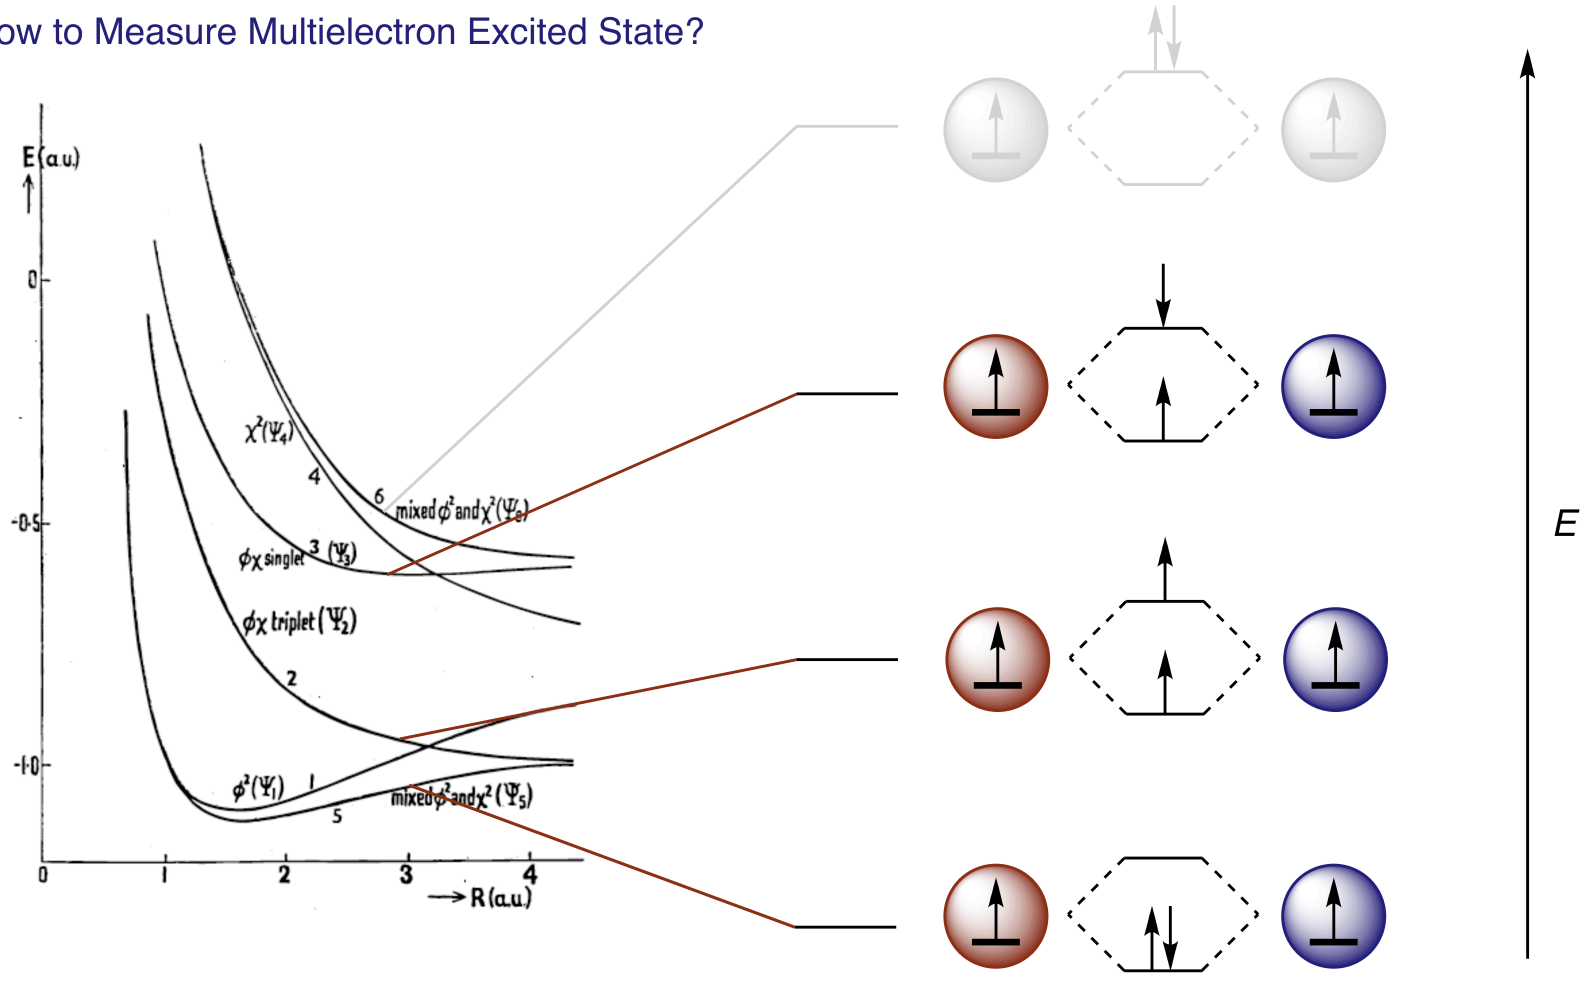 ow to Measure Multielectron Excited State?
E(a.u.)
0
-0.5
-1.0
χ²(Ψ₄)
4
6
mixed ϕ² and χ²(Ψ₆)
ϕχ singlet 3 (Ψ₃)
ϕχ triplet (Ψ₂)
2
ϕ²(Ψ₁) 1
5
mixed ϕ² and χ² (Ψ₅)
0 1 2 3 4
→ R(a.u.)
E